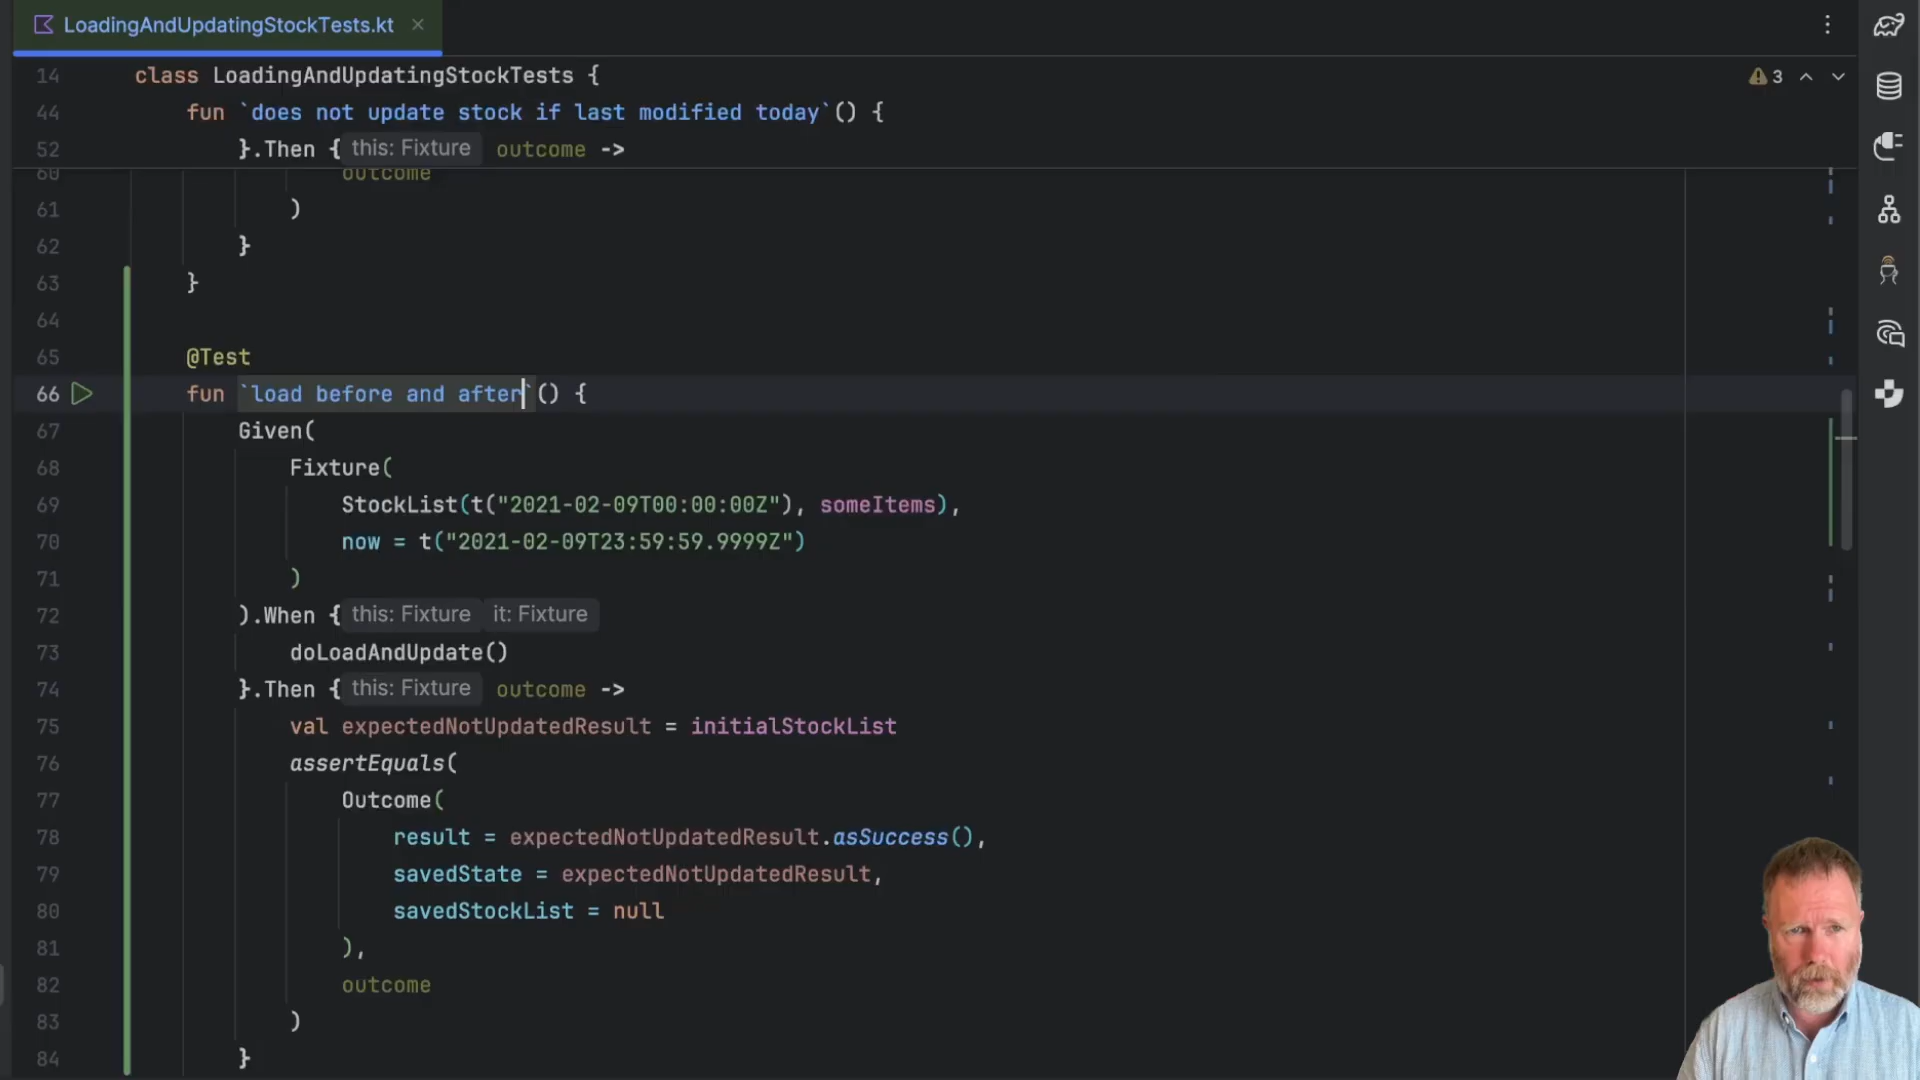 LoadingAndUpdatingStockTests.kt
14 class LoadingAndUpdatingStockTests {
3
44 fun `does not update stock if last modified today`() {
52 }.Then { this: Fixture outcome ->
60 outcome
61 )
62 }
63 }
64
65 @Test
66 fun `load before and after`() {
67 Given(
68 Fixture(
69 StockList(t("2021-02-09T00:00:00Z"), someItems),
70 now = t("2021-02-09T23:59:59.9999Z")
71 )
72 ).When { this: Fixture it: Fixture
73 doLoadAndUpdate()
74 }.Then { this: Fixture outcome ->
75 val expectedNotUpdatedResult = initialStockList
76 assertEquals(
77 Outcome(
78 result = expectedNotUpdatedResult.asSuccess(),
79 savedState = expectedNotUpdatedResult,
80 savedStockList = null
81 ),
82 outcome
83 )
84 }